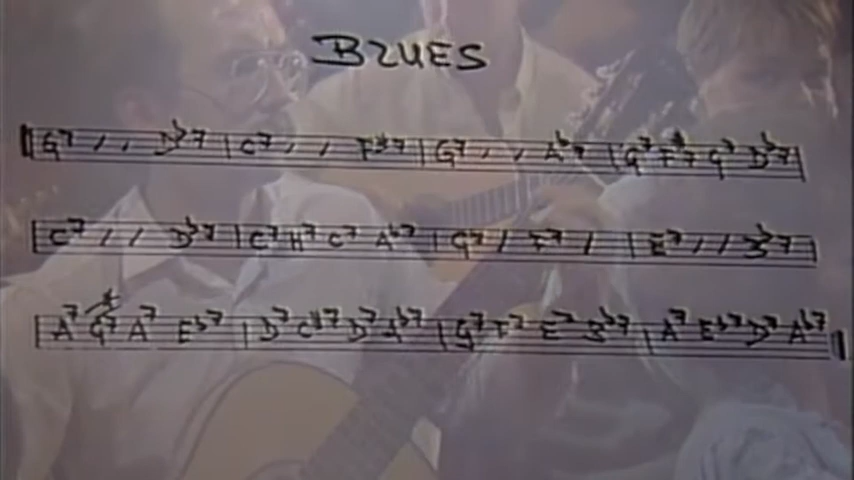 BLUES
G7 / / D♭7 | C7 / / F#7 | G7 / / A♭7 | G7 F#7 G7 D♭7 |
| C7 / / D♭7 | C7 H7 C7 A♭7 | G7 / F7 / | E7 / / B♭7 |
| A7 G#7 A7 E♭7 | D7 C#7 D7 A♭7 | G7 F7 E7 B♭7 | A7 E♭7 D7 A♭7 |